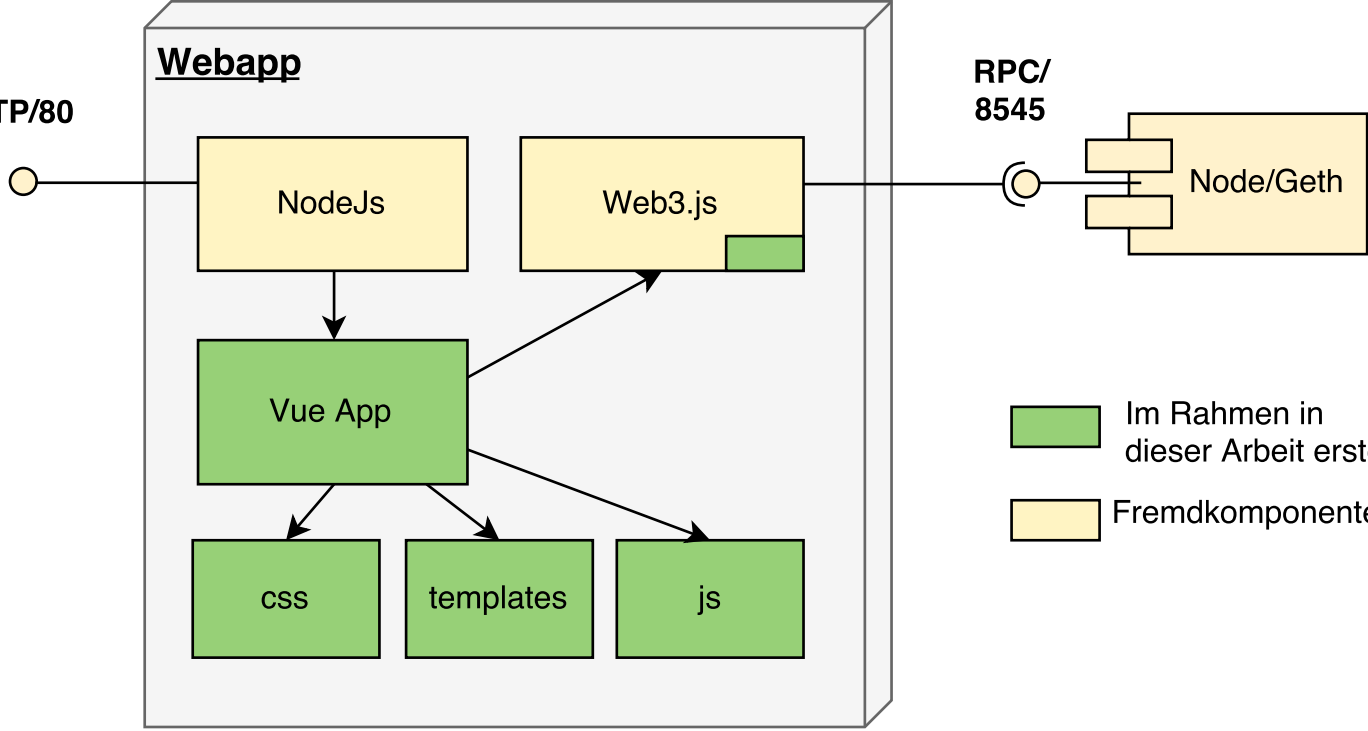 Webapp
RPC/
8545
TP/80
NodeJs
Web3.js
Node/Geth
Vue App
Im Rahmen in
dieser Arbeit erst
Fremdkomponente
css
templates
js